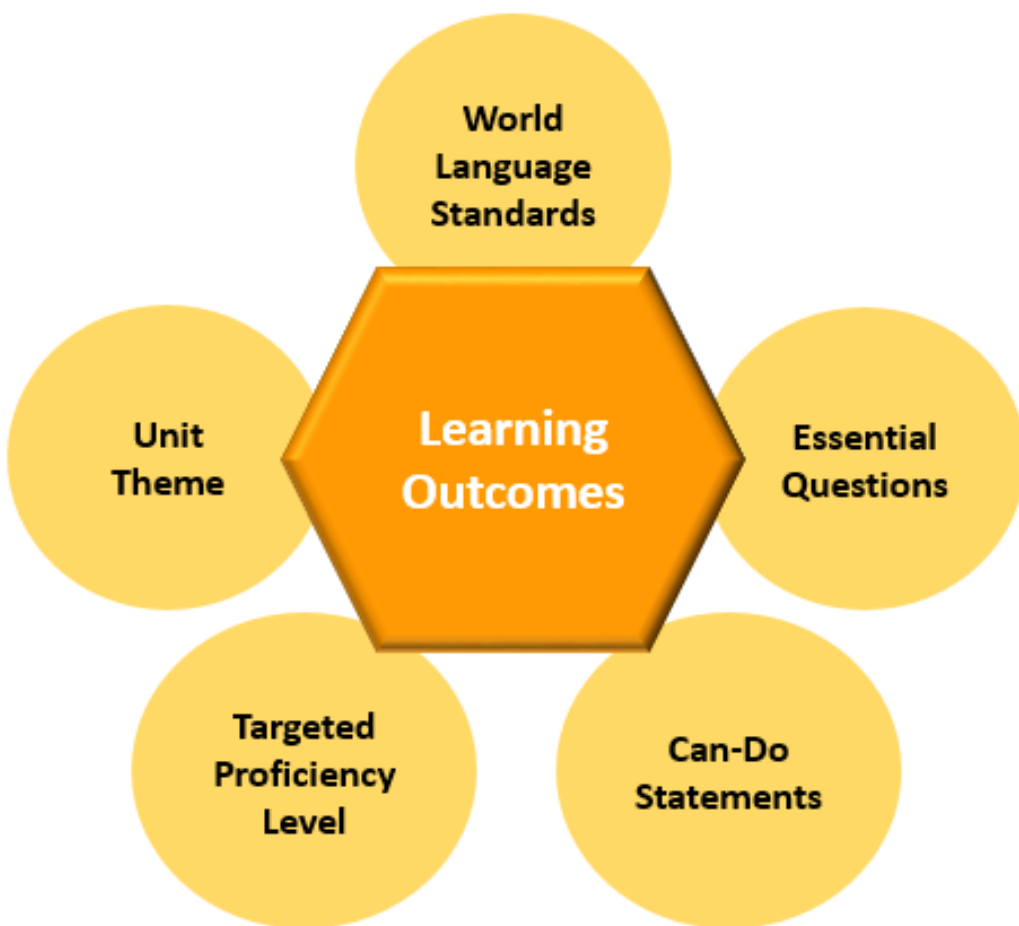 World
Language
Standards
Unit
Theme
Learning
Outcomes
Essential
Questions
Targeted
Proficiency
Level
Can-Do
Statements